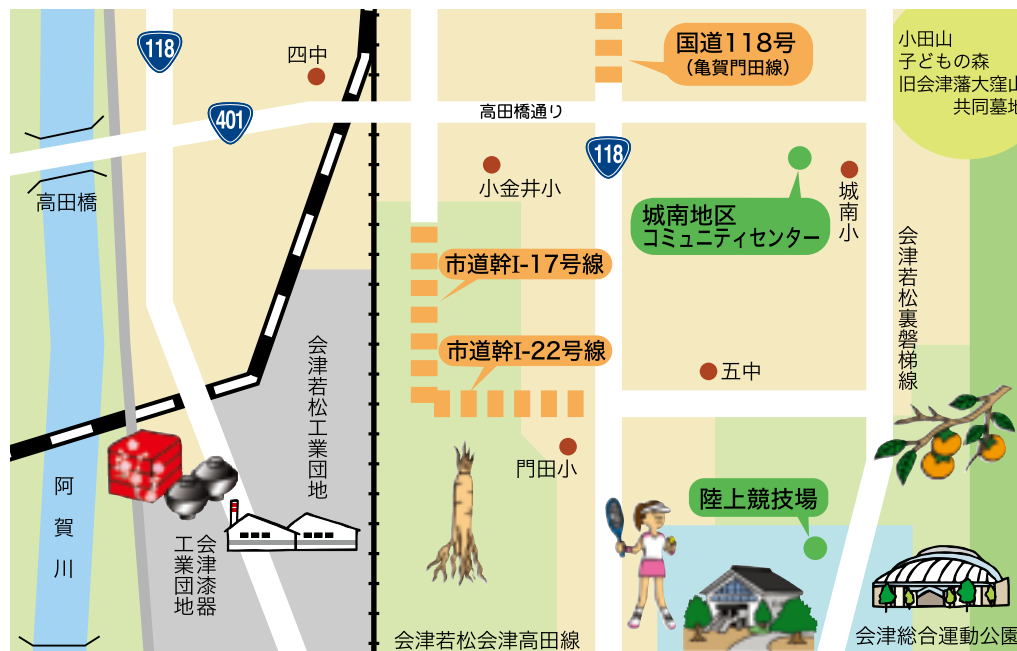 118
四中
国道118号
(亀賀門田線)
小田山
子どもの森
旧会津藩大窪山
共同墓地
401
高田橋通り
118
高田橋
小金井小
城南小
城南地区
コミュニティセンター
会津若松裏磐梯線
市道幹I-17号線
市道幹I-22号線
会津若松工業団地
五中
門田小
阿賀川
陸上競技場
会津漆器
工業団地
会津若松会津高田線
会津総合運動公園